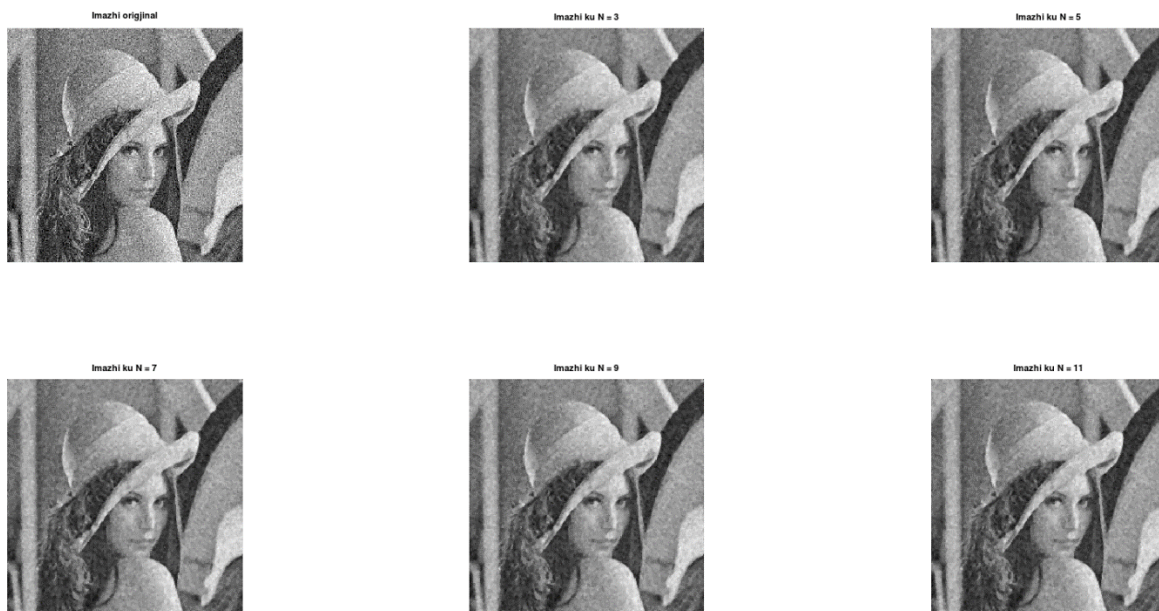 Imazhi origjinal
Imazhi ku N = 3
Imazhi ku N = 5
Imazhi ku N = 7
Imazhi ku N = 9
Imazhi ku N = 11